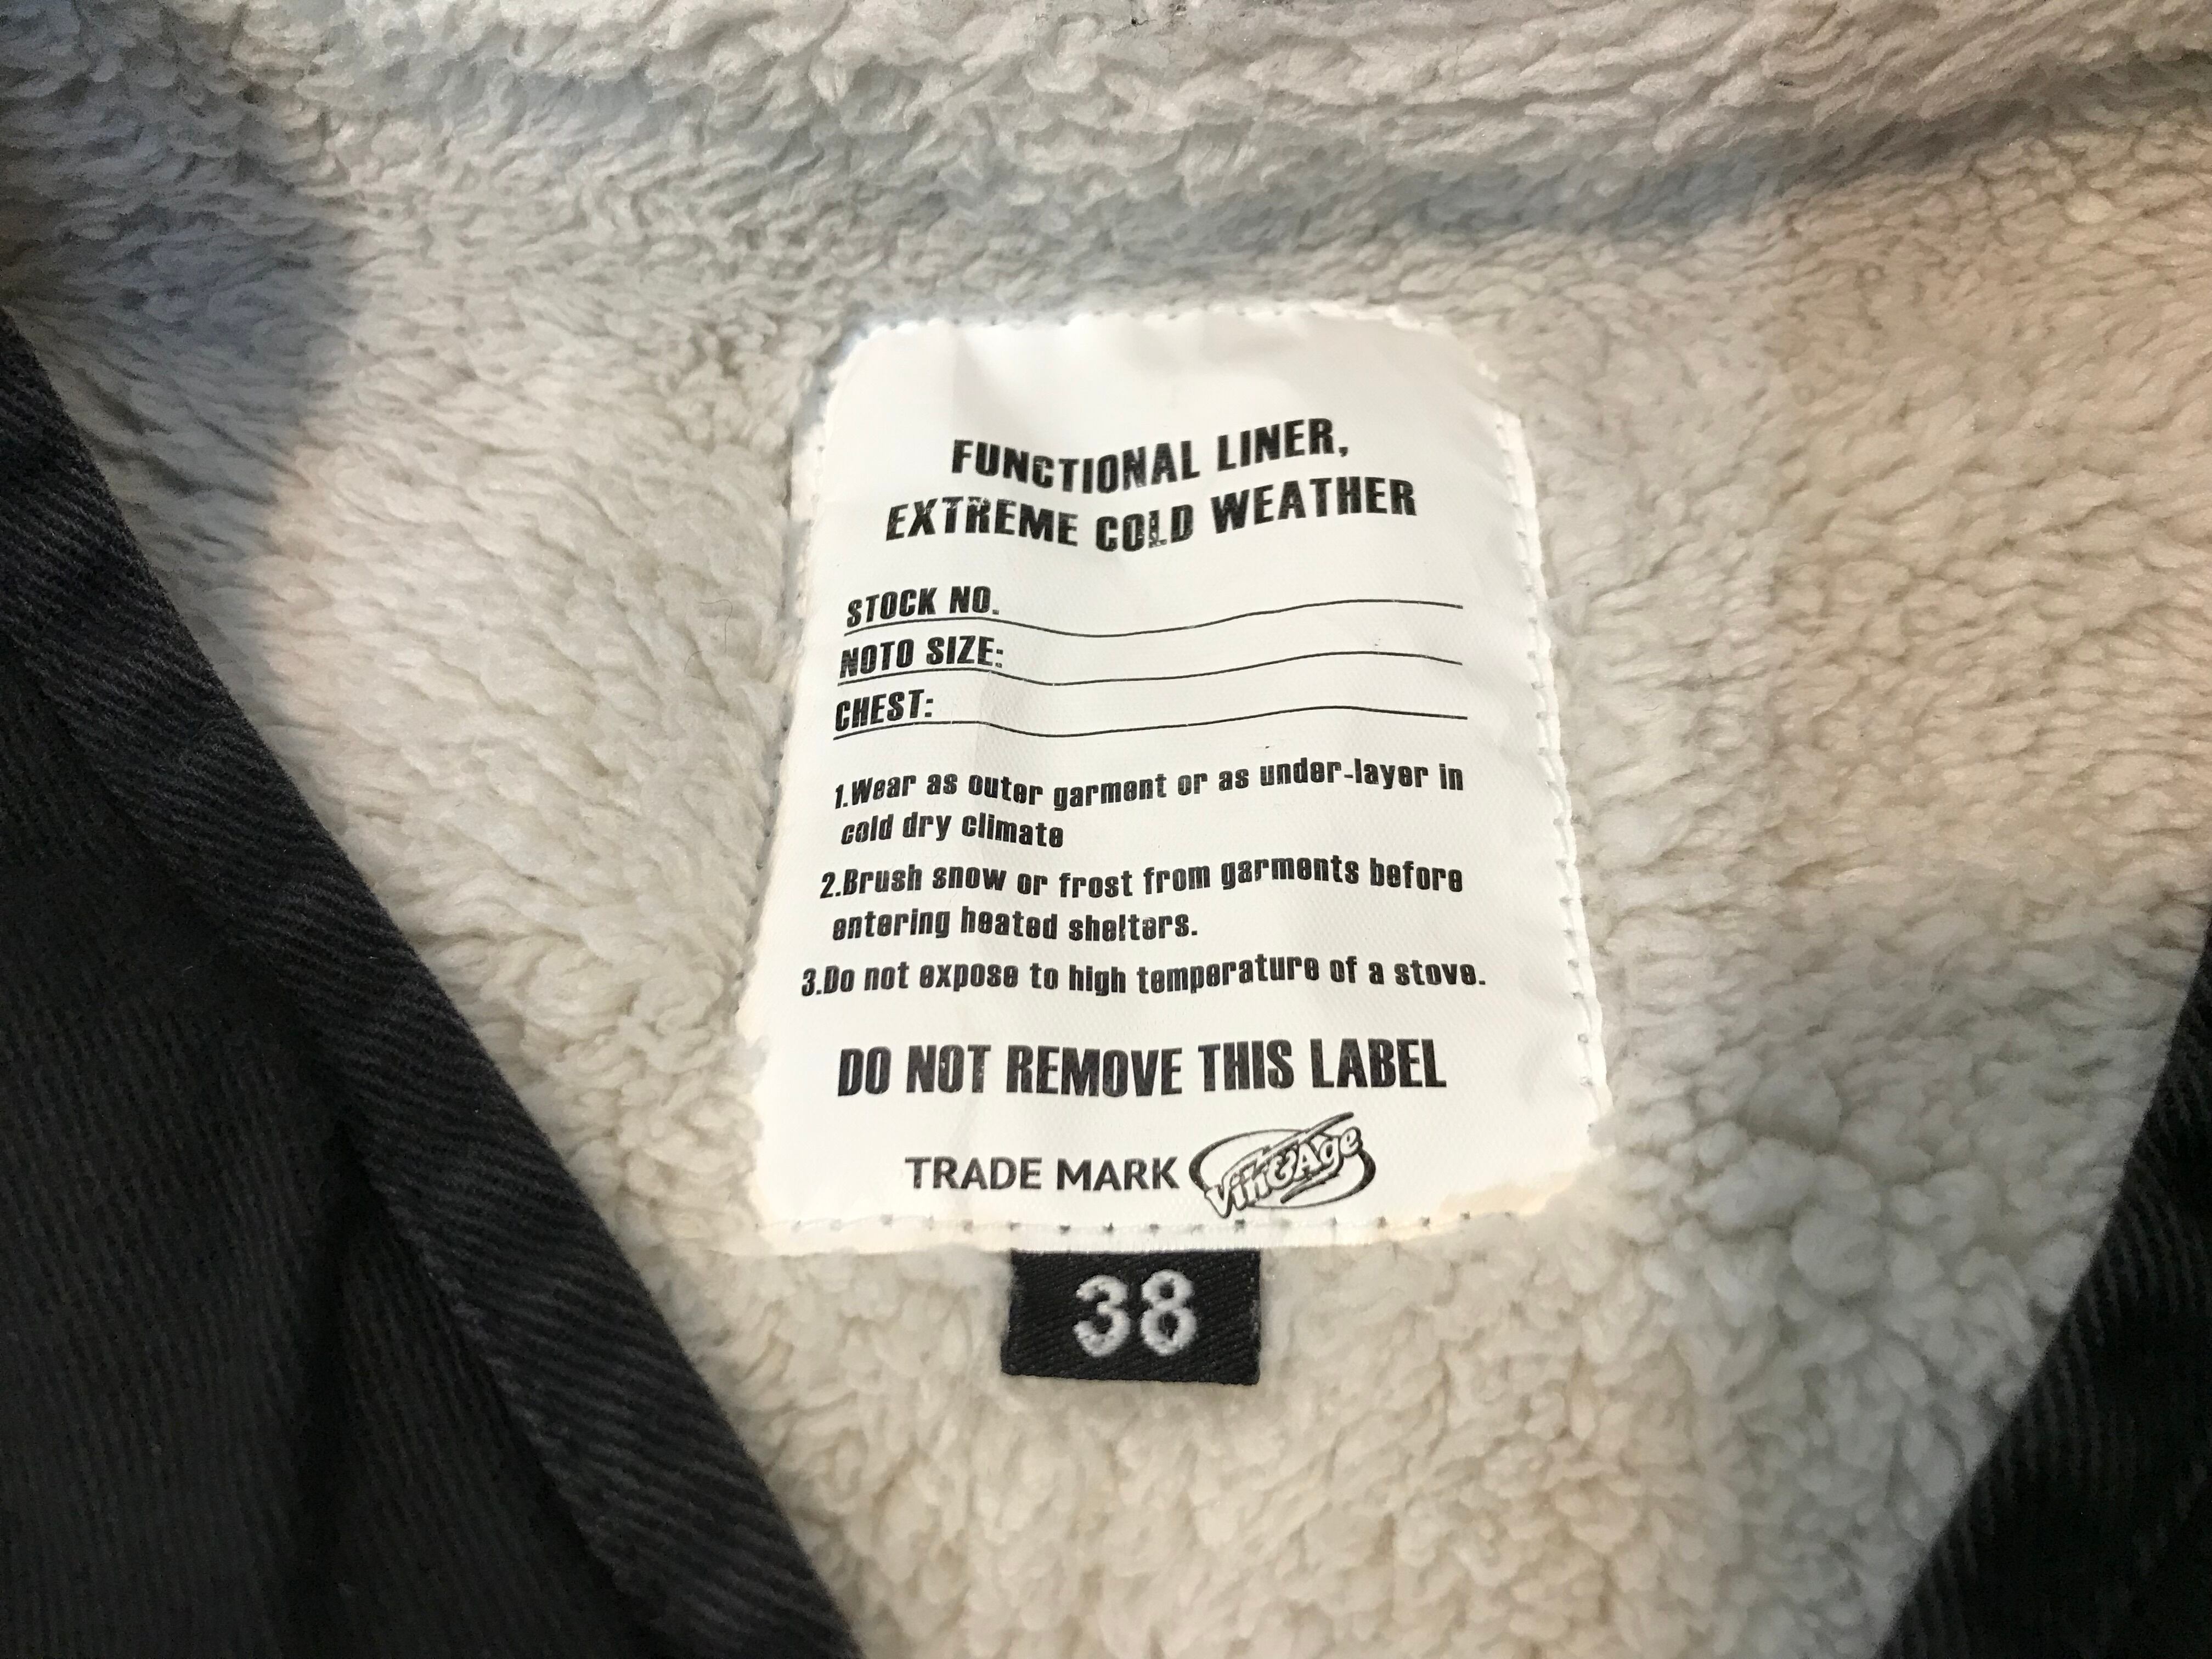 FUNCTIONAL LINER,
EXTREME COLD WEATHER
STOCK NO.
NOTO SIZE:
CHEST:
1.Wear as outer garment or as under-layer in
cold dry climate
2.Brush snow or frost from garments before
entering heated shelters.
3.Do not expose to high temperature of a stove.
DO NOT REMOVE THIS LABEL
TRADE MARK Vin&Age
38